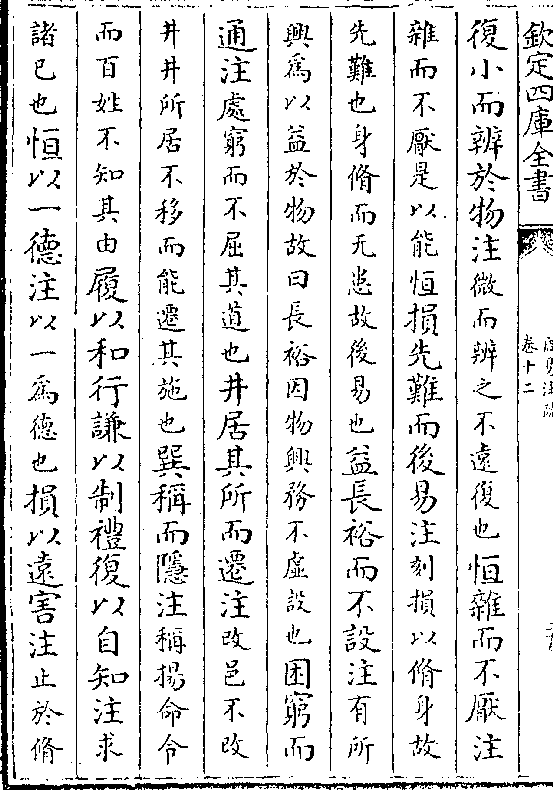 欽定四庫全書
卷十二
復小而辨於物注微而辨之不遠復也恒雜而不厭注
雜而不厭是以能恒損先難而後易注刻損以脩身故
先難也身脩而无患故後易也益長裕而不設注有所
興爲以益於物故曰長裕因物興務不虚設也困窮而
通注處窮而不屈其道也井居其所而遷注改邑不改
井井所居不移而能遷其施也巽稱而隱注稱揚命令
而百姓不知其由履以和行謙以制禮復以自知注求
諸已也恒以一德注以一爲德也損以遠害注止於脩